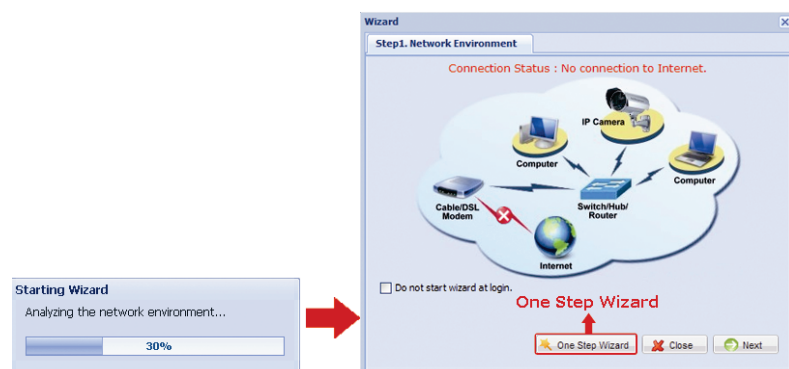 Starting Wizard
Analyzing the network environment...
30%
Wizard
Step1. Network Environment
Connection Status : No connection to Internet.
IP Camera
Computer
Computer
Cable/DSL
Modem
Switch/Hub/
Router
Internet
Do not start wizard at login.
One Step Wizard
One Step Wizard
Close
Next